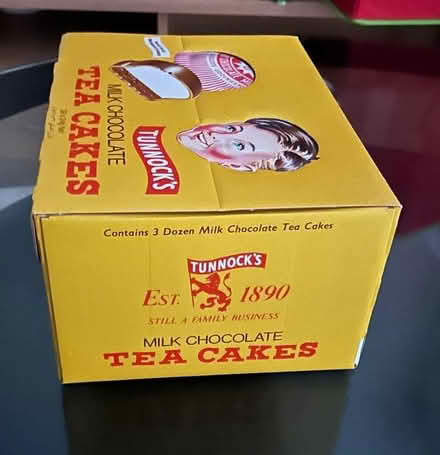 TUNNOCK'S
MILK CHOCOLATE
TEA CAKES
Contains 3 Dozen Milk Chocolate Tea Cakes
TUNNOCK'S
EST. 1890
STILL A FAMILY BUSINESS
MILK CHOCOLATE
TEA CAKES